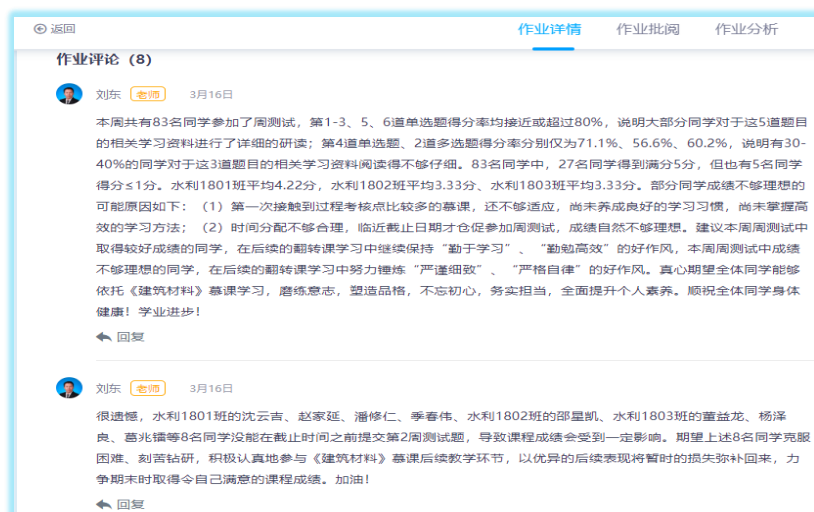 返回
作业详情 作业批阅 作业分析
作业评论（8）
刘东 老师 3月16日
本周共有83名同学参加了周测试，第1-3、5、6道单选题得分率均接近或超过80%，说明大部分同学对于这5道题目
的相关学习资料进行了详细的研读；第4道单选题、2道多选题得分率分别仅为71.1%、56.6%、60.2%，说明有30-
40%的同学对于这3道题目的相关学习资料阅读得不够仔细。83名同学中，27名同学得到满分5分，但也有5名同学
得分≤1分。水利1801班平均4.22分，水利1802班平均3.33分、水利1803班平均3.33分。部分同学成绩不够理想的
可能原因如下：（1）第一次接触到过程考核点比较多的慕课，还不够适应，尚未养成良好的学习习惯，尚未掌握高
效的学习方法；（2）时间分配不够合理，临近截止日期才仓促参加周测试，成绩自然不够理想。建议本周周测试中
取得较好成绩的同学，在后续的翻转课学习中继续保持“勤于学习”、“勤勉高效”的好作风，本周周测试中成绩
不够理想的同学，在后续的翻转课学习中努力锤炼“严谨细致”、“严格自律”的好作风。真心期望全体同学能够
依托《建筑材料》慕课学习，磨练意志，塑造品格，不忘初心，务实担当，全面提升个人素养。顺祝全体同学身体
健康！学业进步！
回复
刘东 老师 3月16日
很遗憾，水利1801班的沈云吉、赵家延、潘修仁、季春伟、水利1802班的邵星凯、水利1803班的董益龙、杨泽
良、葛兆镭等8名同学没能在截止时间之前提交第2周测试题，导致课程成绩会受到一定影响。期望上述8名同学克服
困难、刻苦钻研，积极认真地参与《建筑材料》慕课后续教学环节，以优异的后续表现将暂时的损失弥补回来，力
争期末时取得令自己满意的课程成绩。加油！
回复